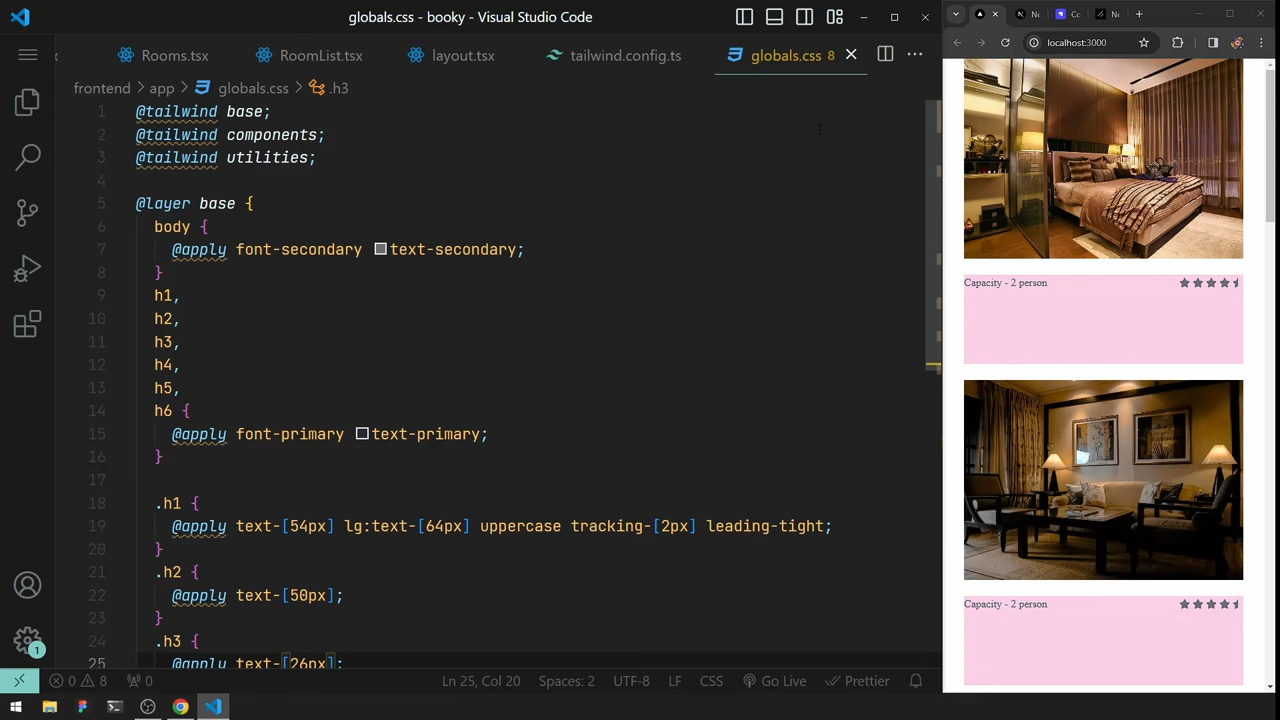 globals.css - booky - Visual Studio Code
Rooms.tsx
RoomList.tsx
layout.tsx
tailwind.config.ts
globals.css 8
frontend > app > globals.css > .h3
1 @tailwind base;
2 @tailwind components;
3 @tailwind utilities;
4
5 @layer base {
6 body {
7 @apply font-secondary text-secondary;
8 }
9 h1,
10 h2,
11 h3,
12 h4,
13 h5,
14 h6 {
15 @apply font-primary text-primary;
16 }
17
18 .h1 {
19 @apply text-[54px] lg:text-[64px] uppercase tracking-[2px] leading-tight;
20 }
21 .h2 {
22 @apply text-[50px];
23 }
24 .h3 {
25 @apply text-[26px];
1
0 8 0
Ln 25, Col 20
Spaces: 2
UTF-8
LF
CSS
Go Live
Prettier
Ne
Co
Ne
localhost:3000
Capacity - 2 person
Capacity - 2 person